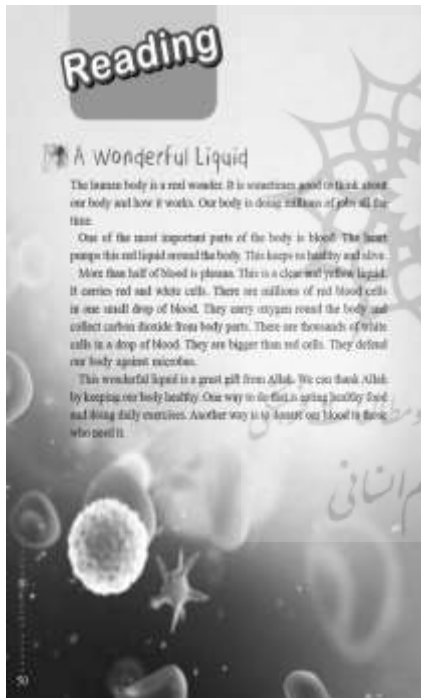 Reading
A Wonderful Liquid
The human body is a real wonder. It is sometimes good to think about
our body and how it works. Our body is doing millions of jobs all the
time.
One of the most important parts of the body is blood. The heart
pumps this red liquid around the body. This keeps us healthy and alive.
More than half of blood is plasma. This is a clear and yellow liquid.
It carries red and white cells. There are millions of red blood cells
in one small drop of blood. They carry oxygen round the body and
collect carbon dioxide from body parts. There are thousands of white
cells in a drop of blood. They are bigger than red cells. They defend
our body against microbes.
This wonderful liquid is a great gift from Allah. We can thank Allah
by keeping our body healthy. One way to do that is eating healthy food
and doing daily exercises. Another way is to donate our blood to those
who need it.
انسانی
50